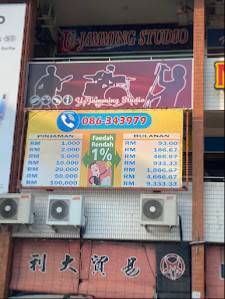 U-JAMMING STUDIO
U-Jamming Studio
086-343979
PINJAMAN
Faedah
Rendah
1%
BULANAN
RM 1,000 RM 93.00
RM 2,000 RM 186.67
RM 5,000 RM 466.67
RM 10,000 RM 933.33
RM 20,000 RM 1,866.67
RM 50,000 RM 4,666.67
RM 100,000 RM 9,333.33
利大貿易